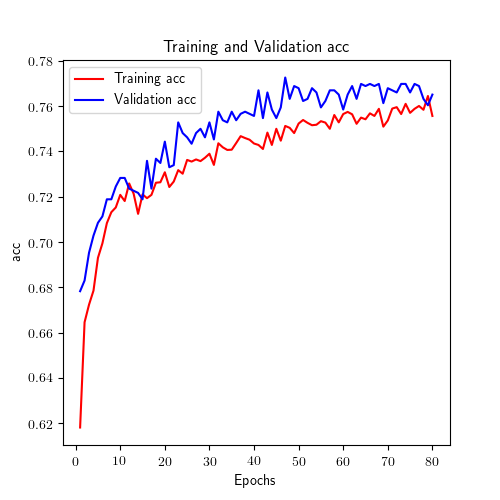 Training and Validation acc
0.78
0.76
0.74
0.72
0.70
0.68
0.66
0.64
0.62
acc
Training acc
Validation acc
0 10 20 30 40 50 60 70 80
Epochs